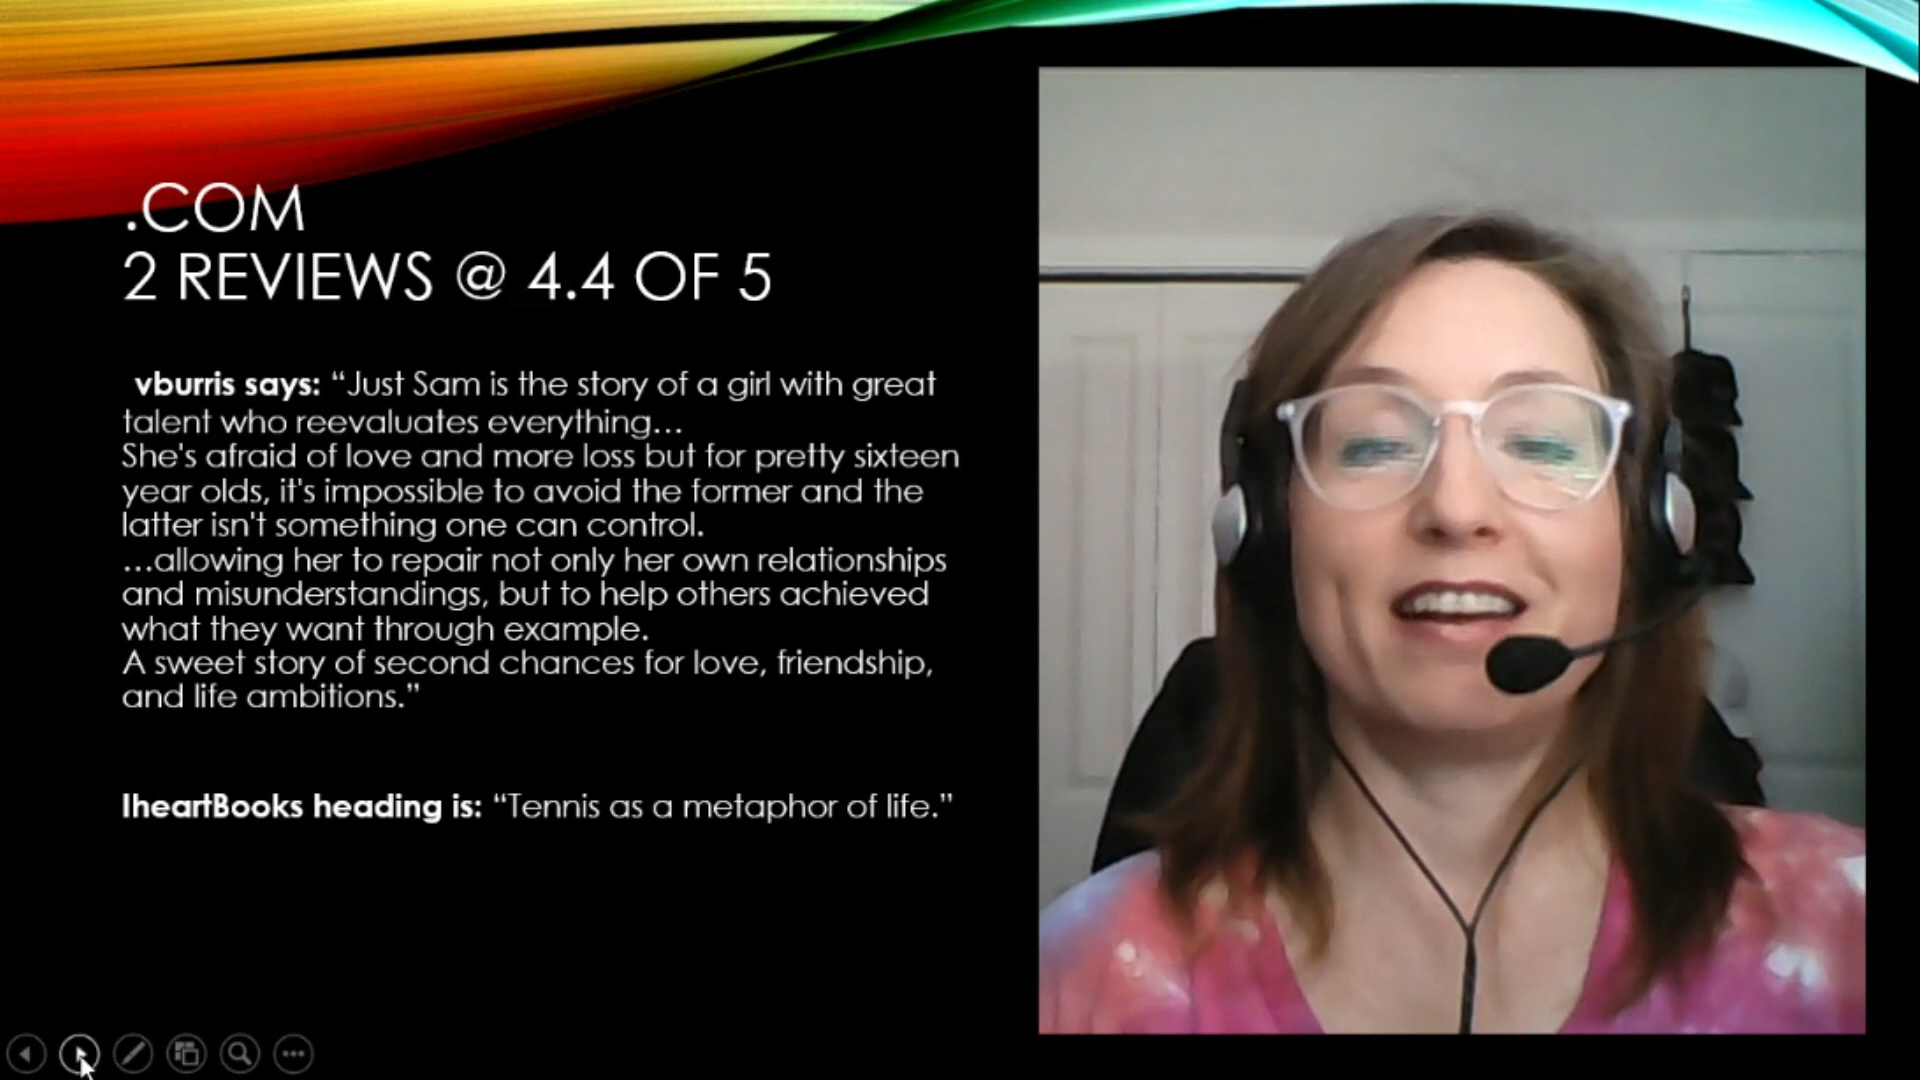 .COM
2 REVIEWS @ 4.4 OF 5
vburris says: “Just Sam is the story of a girl with great
talent who reevaluates everything…
She's afraid of love and more loss but for pretty sixteen
year olds, it's impossible to avoid the former and the
latter isn't something one can control.
…allowing her to repair not only her own relationships
and misunderstandings, but to help others achieved
what they want through example.
A sweet story of second chances for love, friendship,
and life ambitions.”
IheartBooks heading is: “Tennis as a metaphor of life.”